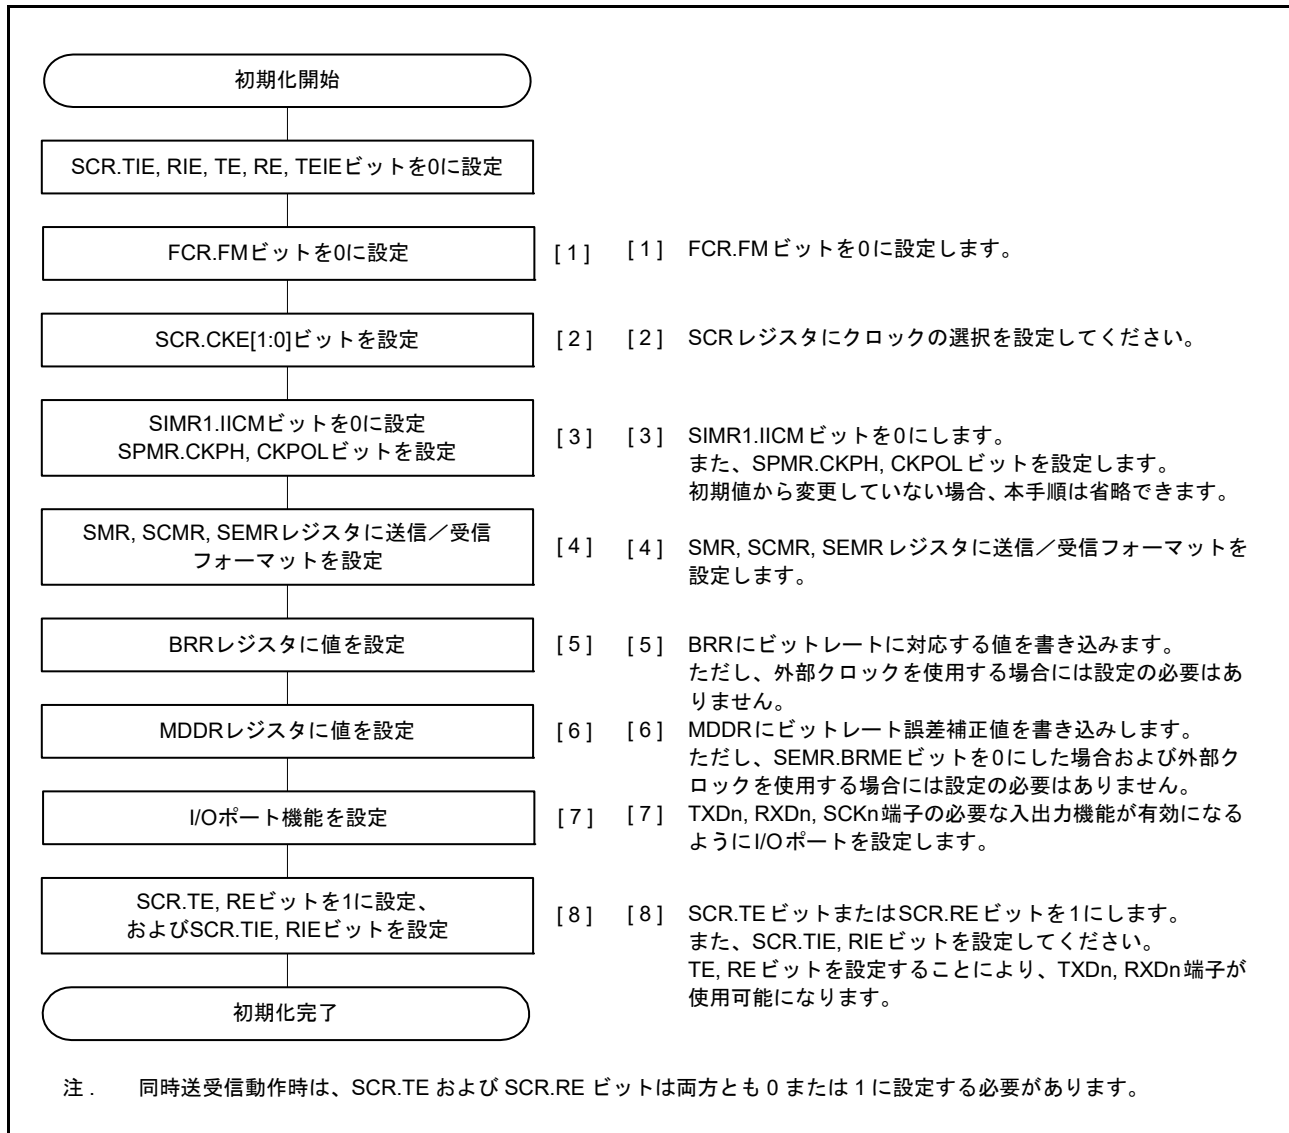 初期化開始
SCR.TIE, RIE, TE, RE, TEIEビットを0に設定
FCR.FMビットを0に設定
[ 1 ]
[ 1 ] FCR.FMビットを0に設定します。
SCR.CKE[1:0]ビットを設定
[ 2 ]
[ 2 ] SCRレジスタにクロックの選択を設定してください。
SIMR1.IICMビットを0に設定
SPMR.CKPH, CKPOLビットを設定
[ 3 ]
[ 3 ] SIMR1.IICMビットを0にします。
また、SPMR.CKPH, CKPOLビットを設定します。
初期値から変更していない場合、本手順は省略できます。
SMR, SCMR, SEMRレジスタに送信／受信
フォーマットを設定
[ 4 ]
[ 4 ] SMR, SCMR, SEMRレジスタに送信／受信フォーマットを
設定します。
BRRレジスタに値を設定
[ 5 ]
[ 5 ] BRRにビットレートに対応する値を書き込みます。
ただし、外部クロックを使用する場合には設定の必要はあ
りません。
MDDRレジスタに値を設定
[ 6 ]
[ 6 ] MDDRにビットレート誤差補正値を書き込みします。
ただし、SEMR.BRMEビットを0にした場合および外部ク
ロックを使用する場合には設定の必要はありません。
I/Oポート機能を設定
[ 7 ]
[ 7 ] TXDn, RXDn, SCKn端子の必要な入出力機能が有効になる
ようにI/Oポートを設定します。
SCR.TE, REビットを1に設定、
およびSCR.TIE, RIEビットを設定
[ 8 ]
[ 8 ] SCR.TEビットまたはSCR.REビットを1にします。
また、SCR.TIE, RIEビットを設定してください。
TE, REビットを設定することにより、TXDn, RXDn端子が
使用可能になります。
初期化完了
注 . 同時送受信動作時は、SCR.TE および SCR.RE ビットは両方とも 0 または 1 に設定する必要があります。